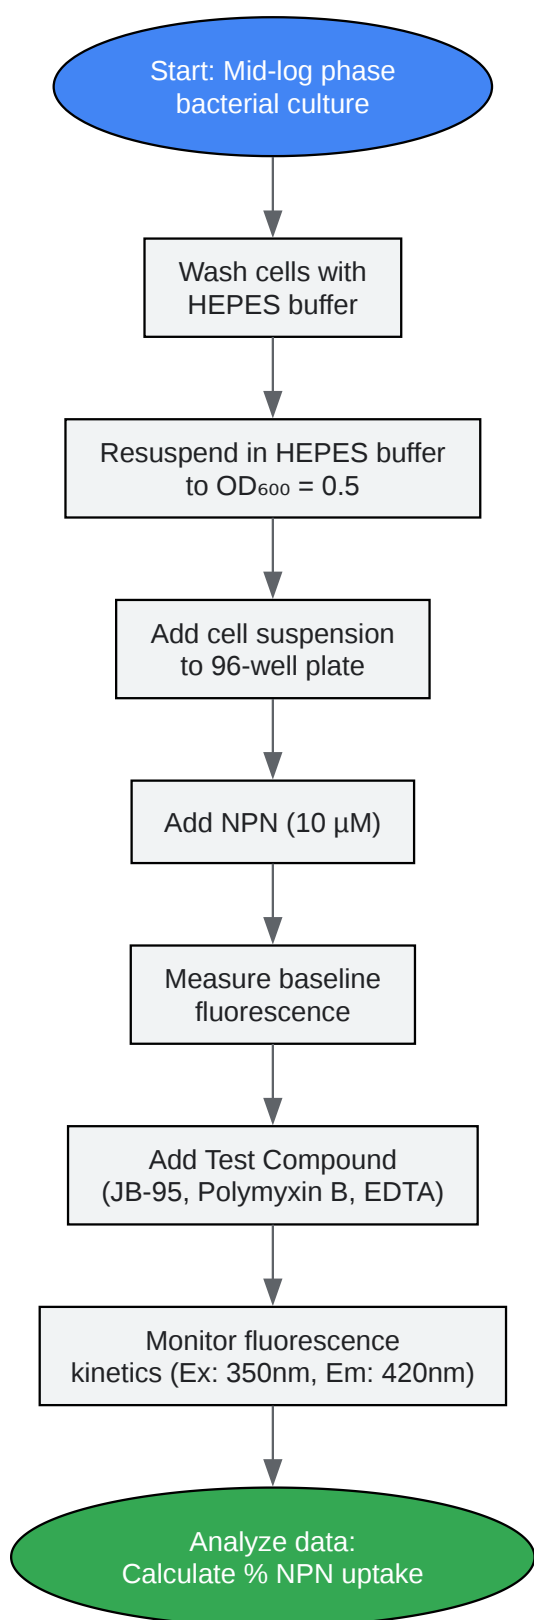 Start: Mid-log phase
bacterial culture
Wash cells with
HEPES buffer
Resuspend in HEPES buffer
to OD₆₀₀ = 0.5
Add cell suspension
to 96-well plate
Add NPN (10 µM)
Measure baseline
fluorescence
Add Test Compound
(JB-95, Polymyxin B, EDTA)
Monitor fluorescence
kinetics (Ex: 350nm, Em: 420nm)
Analyze data:
Calculate % NPN uptake